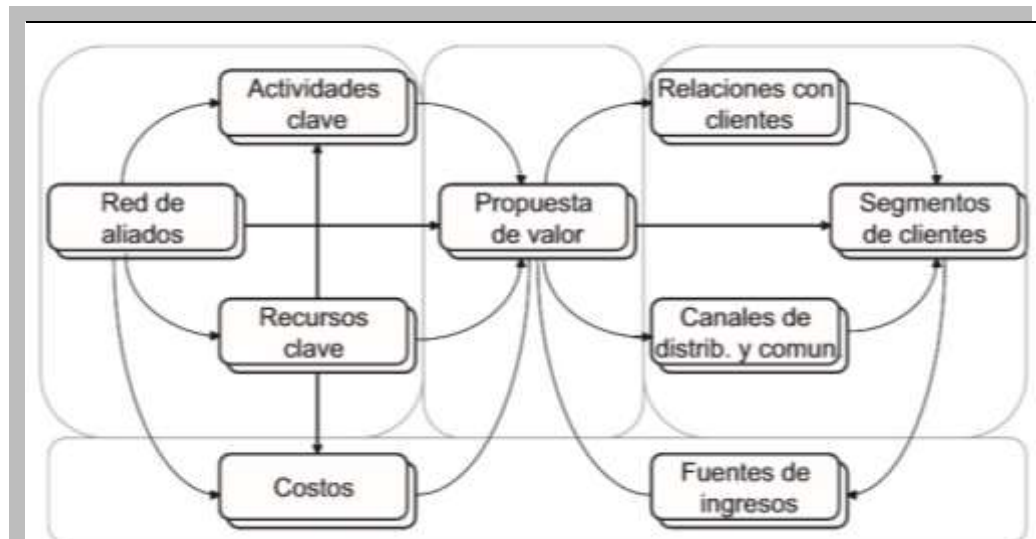 Actividades
clave
Relaciones con
clientes
Red de
aliados
Propuesta
de valor
Segmentos
de clientes
Recursos
clave
Canales de
distrib. y comun.
Costos
Fuentes de
ingresos